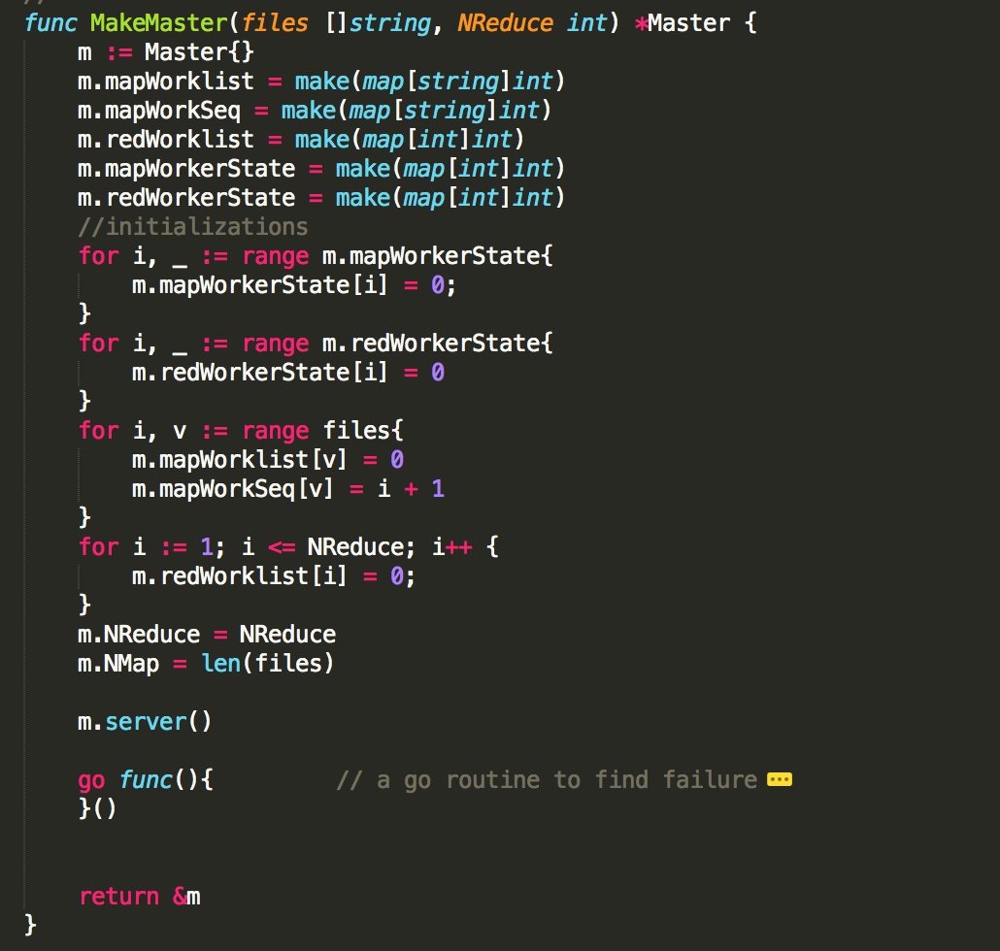 //
func MakeMaster(files []string, NReduce int) *Master {
    m := Master{}
    m.mapWorklist = make(map[string]int)
    m.mapWorkSeq = make(map[string]int)
    m.redWorklist = make(map[int]int)
    m.mapWorkerState = make(map[int]int)
    m.redWorkerState = make(map[int]int)
    //initializations
    for i, _ := range m.mapWorkerState{
        m.mapWorkerState[i] = 0;
    }
    for i, _ := range m.redWorkerState{
        m.redWorkerState[i] = 0
    }
    for i, v := range files{
        m.mapWorklist[v] = 0
        m.mapWorkSeq[v] = i + 1
    }
    for i := 1; i <= NReduce; i++ {
        m.redWorklist[i] = 0;
    }
    m.NReduce = NReduce
    m.NMap = len(files)

    m.server()

    go func(){         // a go routine to find failure
    }()


    return &m
}